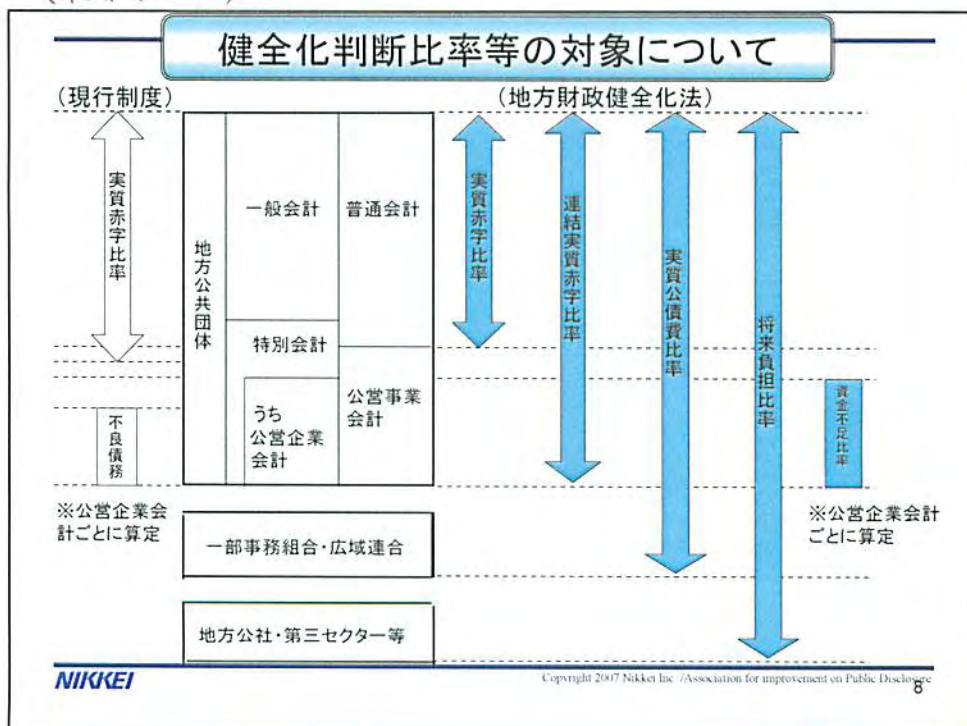 健全化判断比率等の対象について
(現行制度)
(地方財政健全化法)
実質赤字比率
地方公共団体
一般会計
普通会計
特別会計
公営事業
会計
うち
公営企業
会計
不良債務
※公営企業会
計ごとに算定
実質赤字比率
連結実質赤字比率
実質公債費比率
将来負担比率
資金不足比率
※公営企業会計
ごとに算定
一部事務組合・広域連合
地方公社・第三セクター等
NIKKEI
Copyright 2007 Nikkei Inc. /Association for improvement on Public Disclosure
8